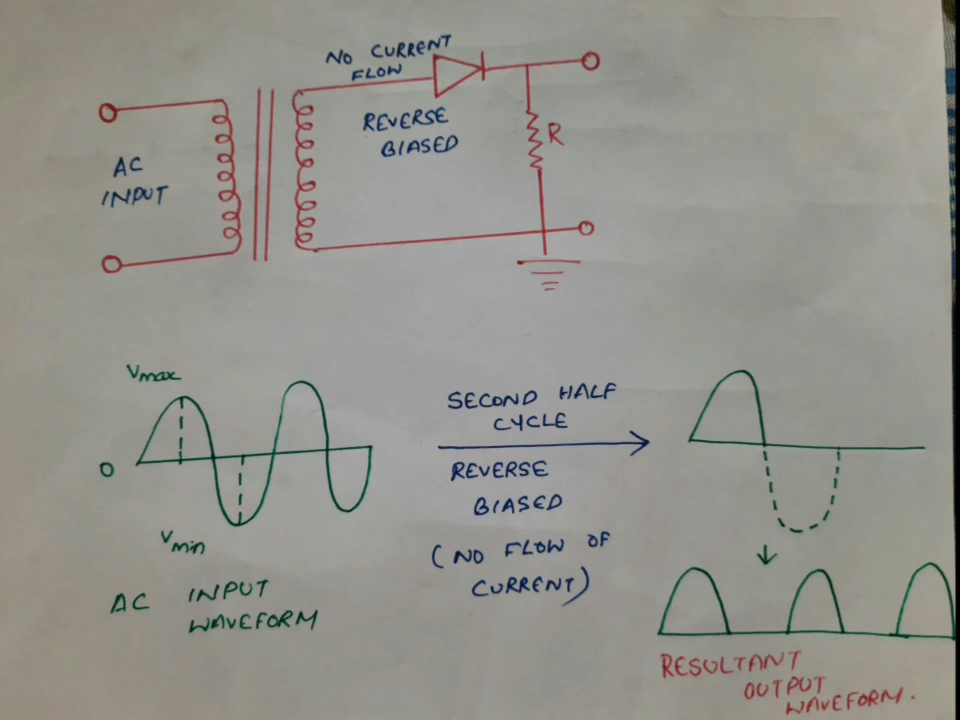 NO CURRENT
FLOW
REVERSE
BIASED
R
AC
INPUT
Vmax
0
Vmin
AC INPUT
WAVEFORM
SECOND HALF
CYCLE
REVERSE
BIASED
(NO FLOW OF
CURRENT)
RESULTANT
OUTPUT
WAVEFORM.